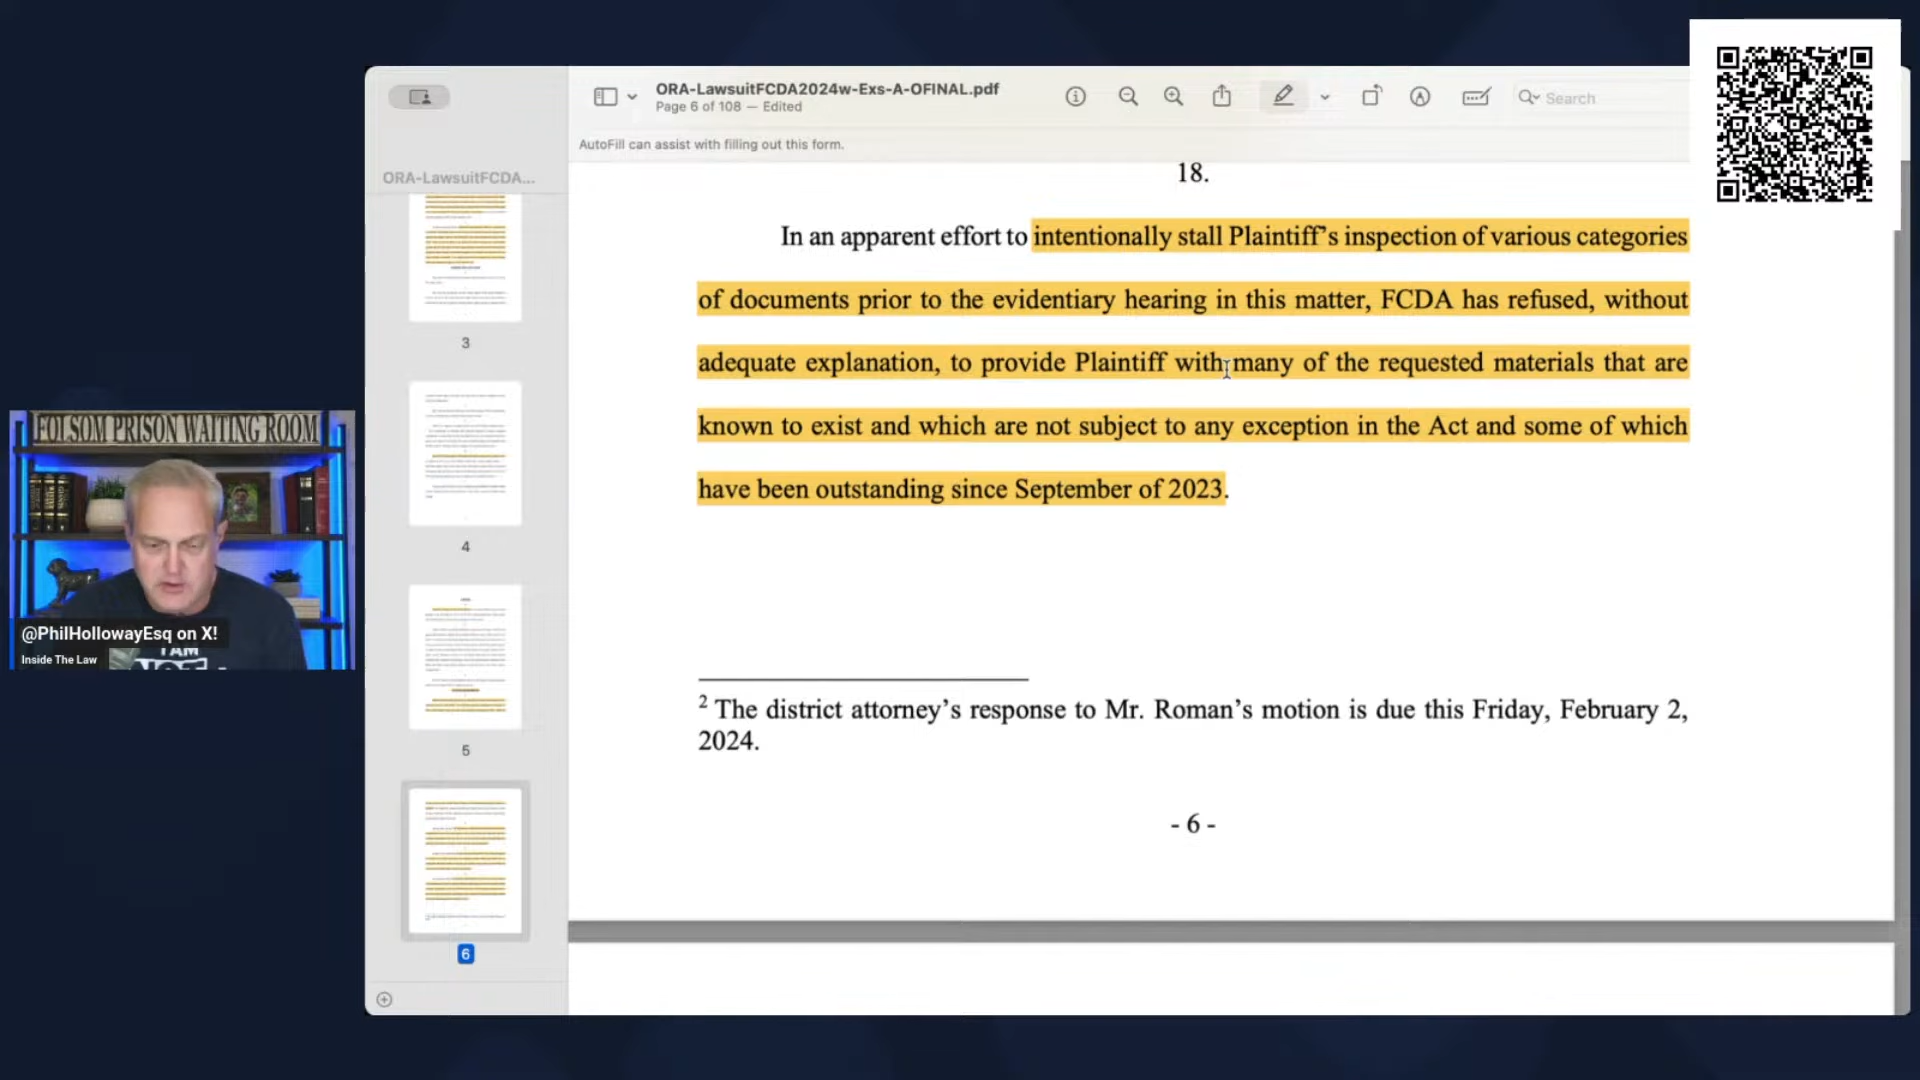 ORA-LawsuitFCDA2024w-Exs-A-OFINAL.pdf
Page 6 of 108 — Edited
Search
AutoFill can assist with filling out this form.
ORA-LawsuitFCDA...
3
4
5
6
18.
In an apparent effort to intentionally stall Plaintiff’s inspection of various categories
of documents prior to the evidentiary hearing in this matter, FCDA has refused, without
adequate explanation, to provide Plaintiff with many of the requested materials that are
known to exist and which are not subject to any exception in the Act and some of which
have been outstanding since September of 2023.
2 The district attorney’s response to Mr. Roman’s motion is due this Friday, February 2,
2024.
- 6 -
FOLSOM PRISON WAITING ROOM
@PhilHollowayEsq on X!
Inside The Law
I AM
NOT